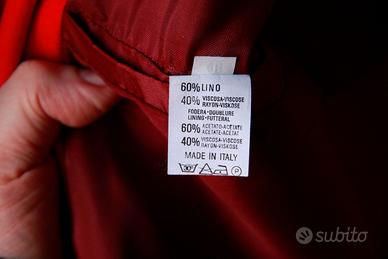 60% LINO
40% VISCOSA-VISCOSE
RAYON-VISKOSE
FODERA-DOUBLURE
LINING-FUTTERAL
60% ACETATO-ACETATE
ACETATE-ACETAT
40% VISCOSA-VISCOSE
RAYON-VISKOSE
MADE IN ITALY
P
subito